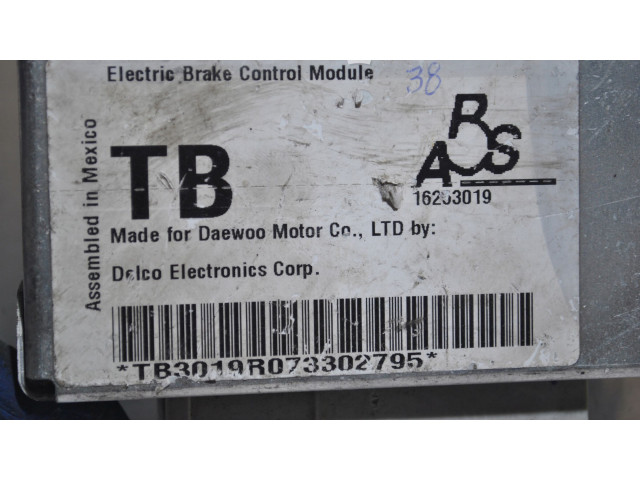 Electric Brake Control Module
38
Assembled in Mexico
TB
ABS
16253019
Made for Daewoo Motor Co., LTD by:
Delco Electronics Corp.
*TB3019R073302795*